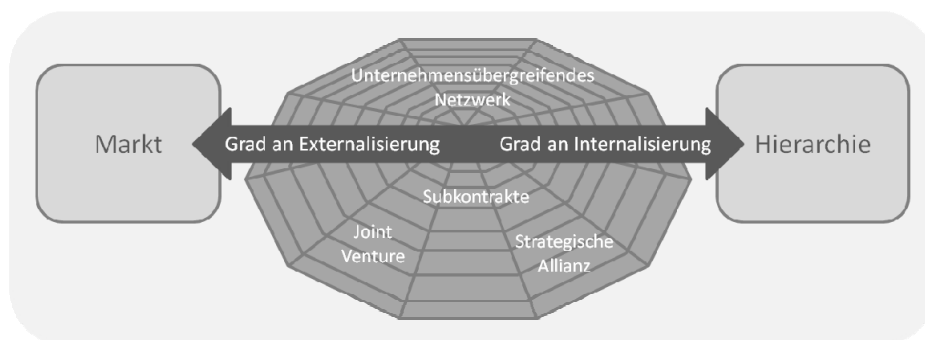 Unternehmensübergreifendes
Netzwerk
Markt
Grad an Externalisierung
Grad an Internalisierung
Hierarchie
Subkontrakte
Joint
Venture
Strategische
Allianz